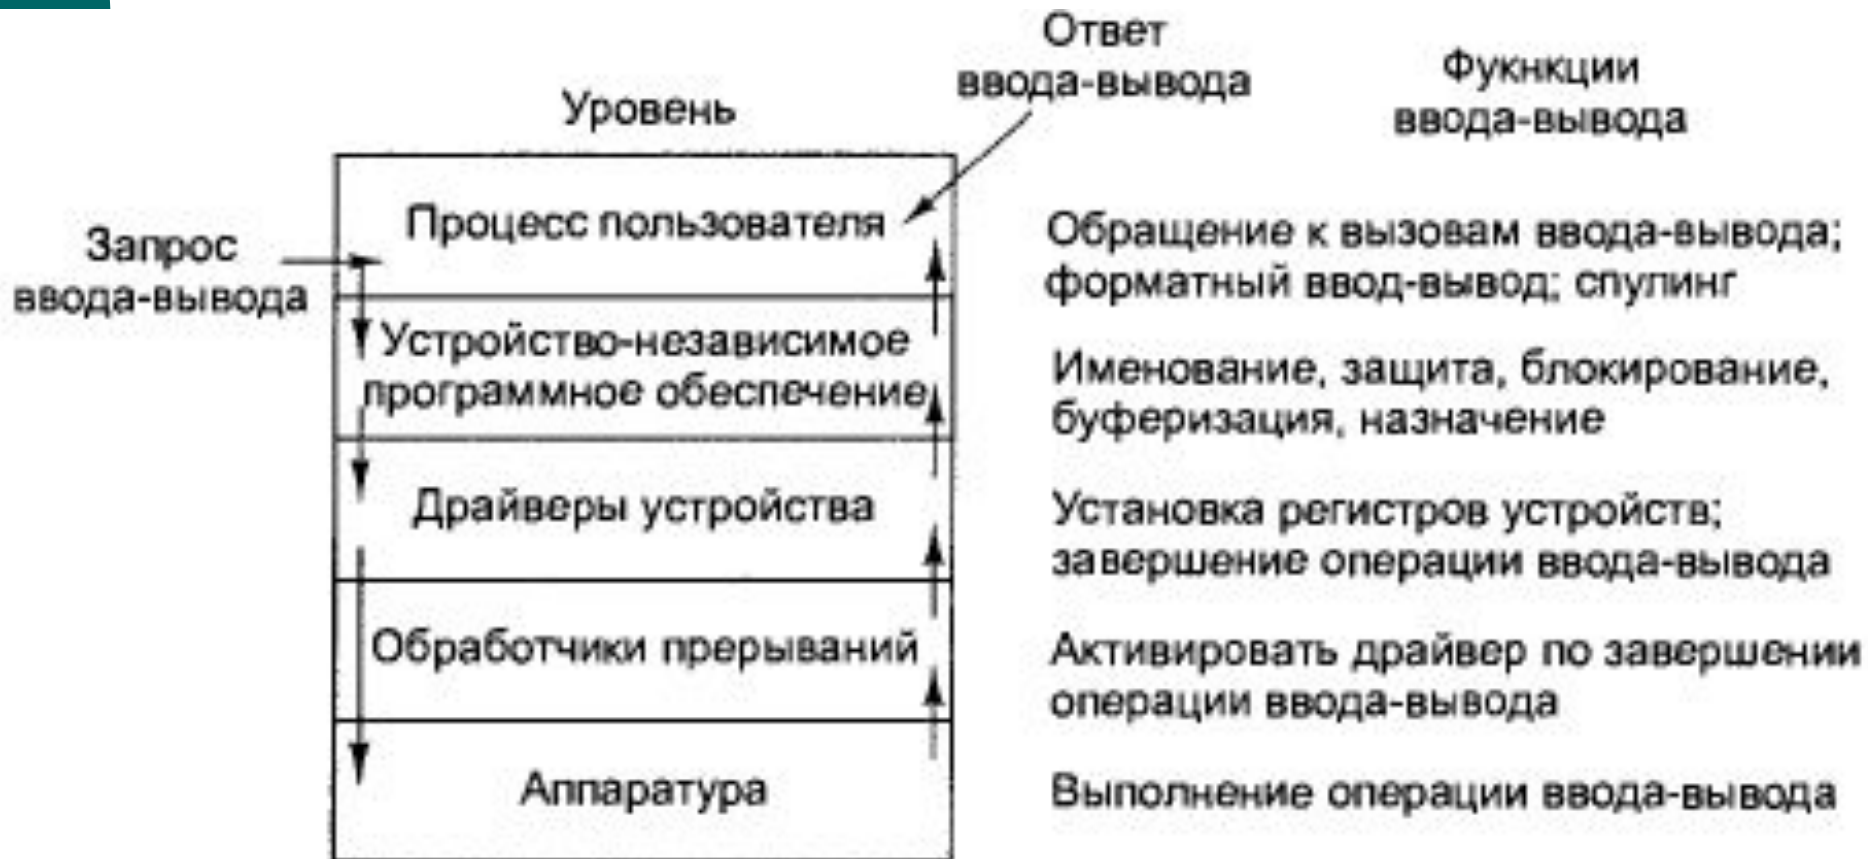 Ответ
ввода-вывода
Фукнкции
ввода-вывода
Уровень
Запрос
ввода-вывода
Процесс пользователя
Обращение к вызовам ввода-вывода;
форматный ввод-вывод; спулинг
Устройство-независимое
программное обеспечение
Именование, защита, блокирование,
буферизация, назначение
Драйверы устройства
Установка регистров устройств;
завершение операции ввода-вывода
Обработчики прерываний
Активировать драйвер по завершении
операции ввода-вывода
Аппаратура
Выполнение операции ввода-вывода